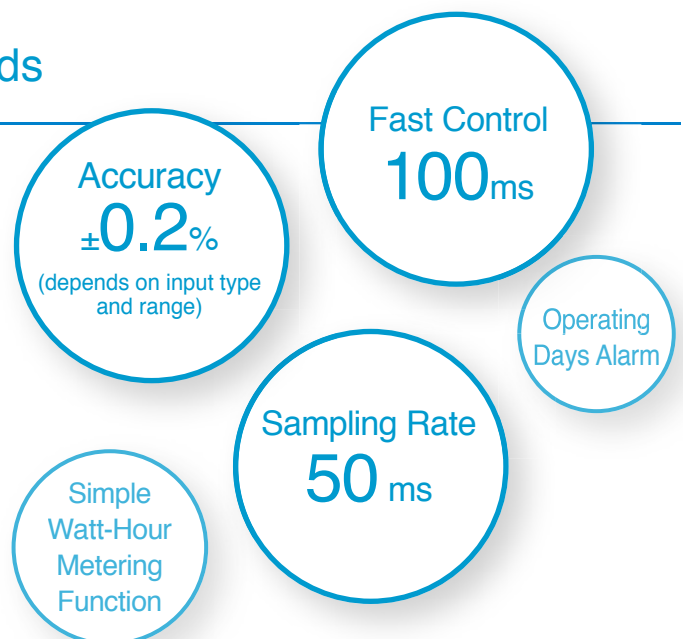 ds
Fast Control
100ms
Accuracy
±0.2%
(depends on input type
and range)
Operating
Days Alarm
Sampling Rate
50 ms
Simple
Watt-Hour
Metering
Function